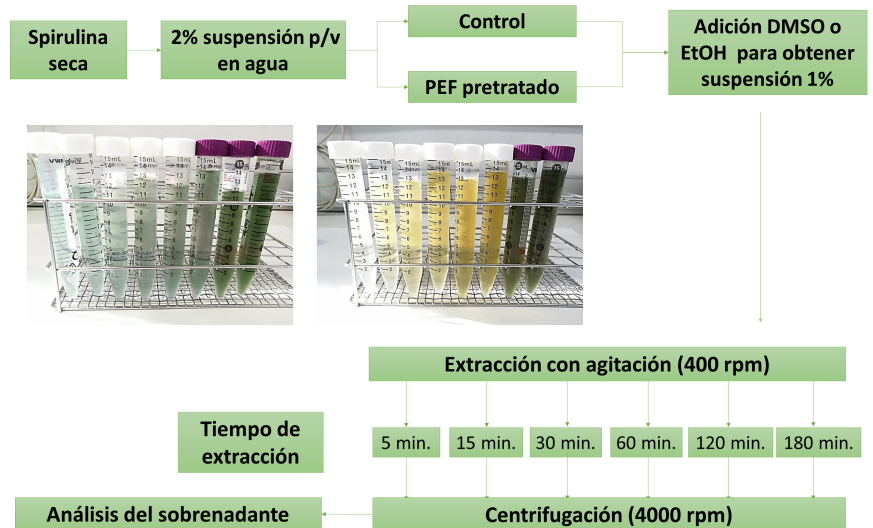 Spirulina
seca
2% suspensión p/v
en agua
Control
PEF pretratado
Adición DMSO o
EtOH para obtener
suspensión 1%
Extracción con agitación (400 rpm)
Tiempo de
extracción
5 min.
15 min.
30 min.
60 min.
120 min.
180 min.
Análisis del sobrenadante
Centrifugación (4000 rpm)